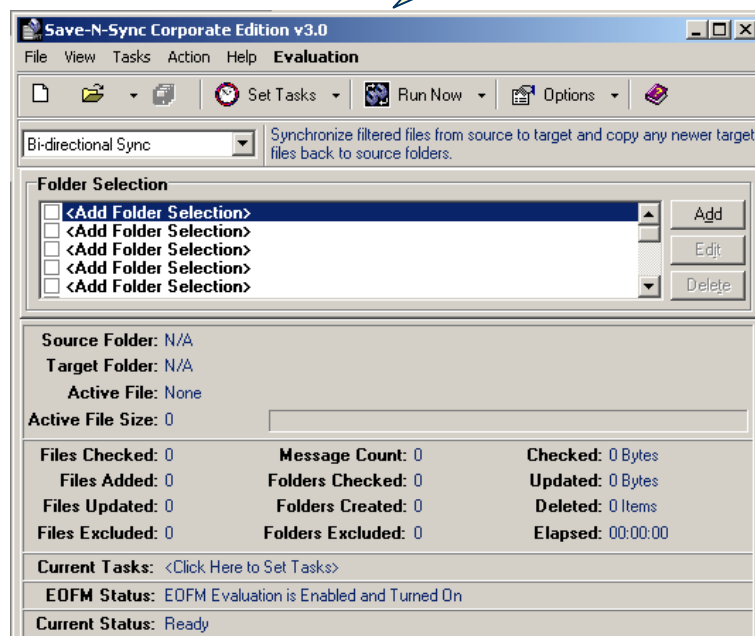 Save-N-Sync Corporate Edition v3.0
File View Tasks Action Help Evaluation
Set Tasks Run Now Options
Bi-directional Sync
Synchronize filtered files from source to target and copy any newer target
files back to source folders.
Folder Selection
<Add Folder Selection>
<Add Folder Selection>
<Add Folder Selection>
<Add Folder Selection>
<Add Folder Selection>
Add
Edit
Delete
Source Folder: N/A
Target Folder: N/A
Active File: None
Active File Size: 0
Files Checked: 0 Message Count: 0 Checked: 0 Bytes
Files Added: 0 Folders Checked: 0 Updated: 0 Bytes
Files Updated: 0 Folders Created: 0 Deleted: 0 Items
Files Excluded: 0 Folders Excluded: 0 Elapsed: 00:00:00
Current Tasks: <Click Here to Set Tasks>
EOFM Status: EOFM Evaluation is Enabled and Turned On
Current Status: Ready